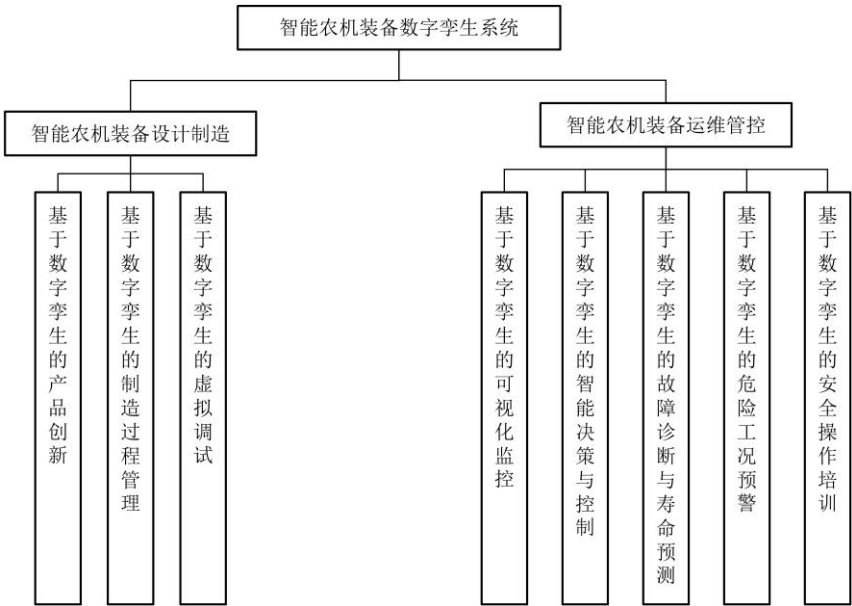 智能农机装备数字孪生系统
智能农机装备设计制造
智能农机装备运维管控
基于数字孪生的产品创新
基于数字孪生的制造过程管理
基于数字孪生的虚拟调试
基于数字孪生的可视化监控
基于数字孪生的智能决策与控制
基于数字孪生的故障诊断与寿命预测
基于数字孪生的危险工况预警
基于数字孪生的安全操作培训